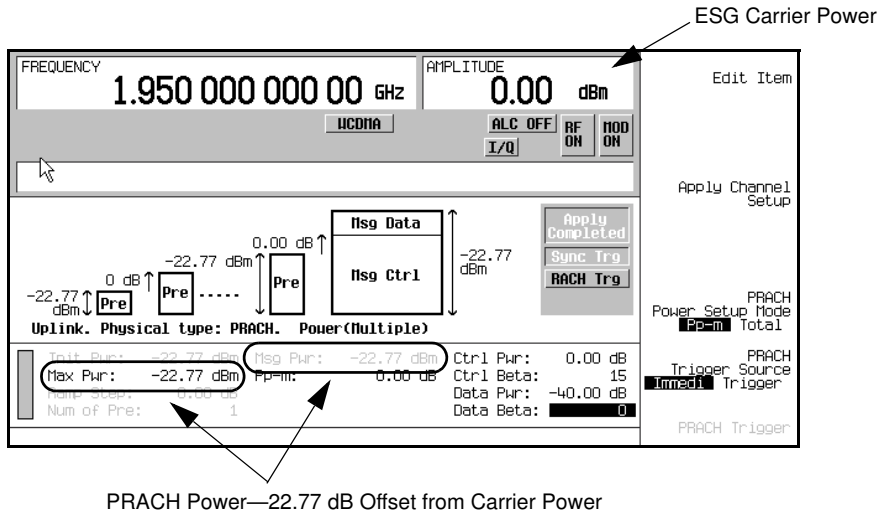 ESG Carrier Power
FREQUENCY
1.950 000 000 00 GHz
AMPLITUDE
0.00 dBm
WCDMA
ALC OFF
I/Q
RF ON
MOD ON
Edit Item
Apply Channel
Setup
PRACH
Power Setup Mode
Pp-m Total
PRACH
Trigger Source
Immedi Trigger
PRACH Trigger
Msg Data
Msg Ctrl
0.00 dB
-22.77 dBm
0 dB
-22.77
dBm
Pre
Pre
.....
Pre
-22.77
dBm
Apply
Completed
Sync Trg
RACH Trg
Uplink. Physical type: PRACH. Power(Multiple)
Init Pwr: -22.77 dBm Msg Pwr: -22.77 dBm Ctrl Pwr: 0.00 dB
Max Pwr: -22.77 dBm Pp-m: 0.00 dB Ctrl Beta: 15
Ramp Step: 0.00 dB Data Pwr: -40.00 dB
Num of Pre: 1 Data Beta: 0
PRACH Power—22.77 dB Offset from Carrier Power